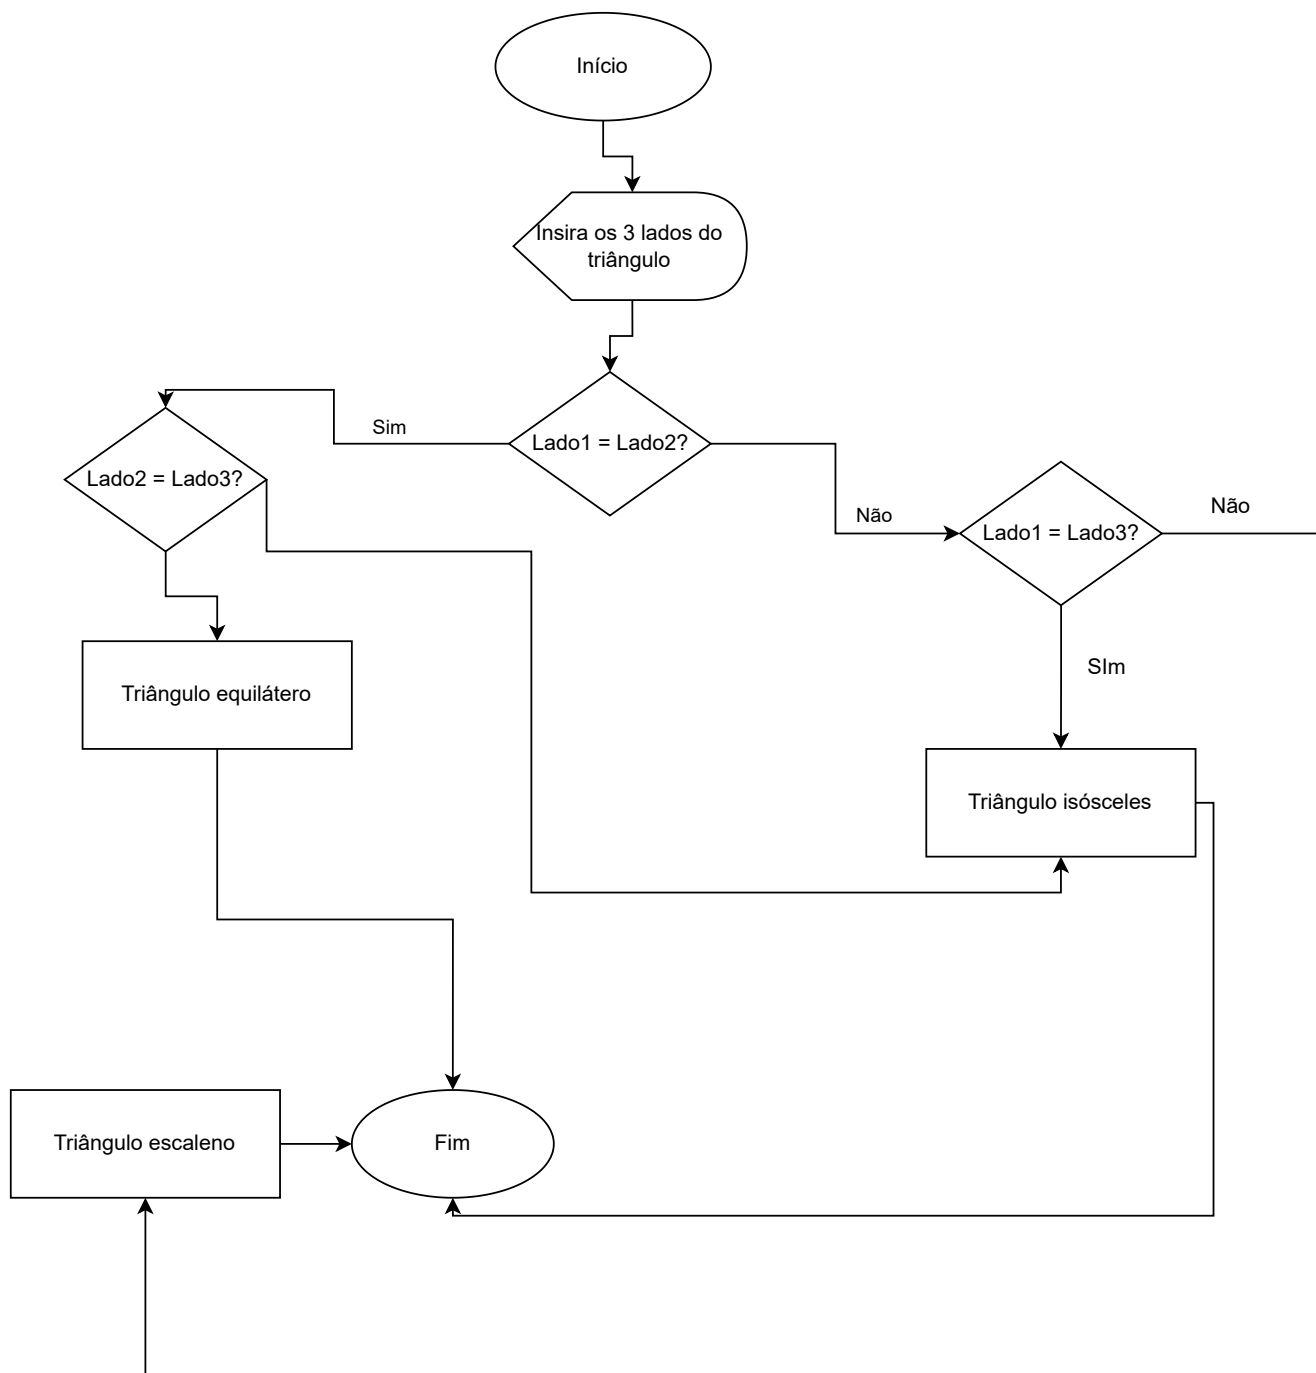 Início
Insira os 3 lados do
triângulo
Sim
Lado1 = Lado2?
Lado2 = Lado3?
Não
Lado1 = Lado3?
Não
SIm
Triângulo equilátero
Triângulo isósceles
Triângulo escaleno
Fim